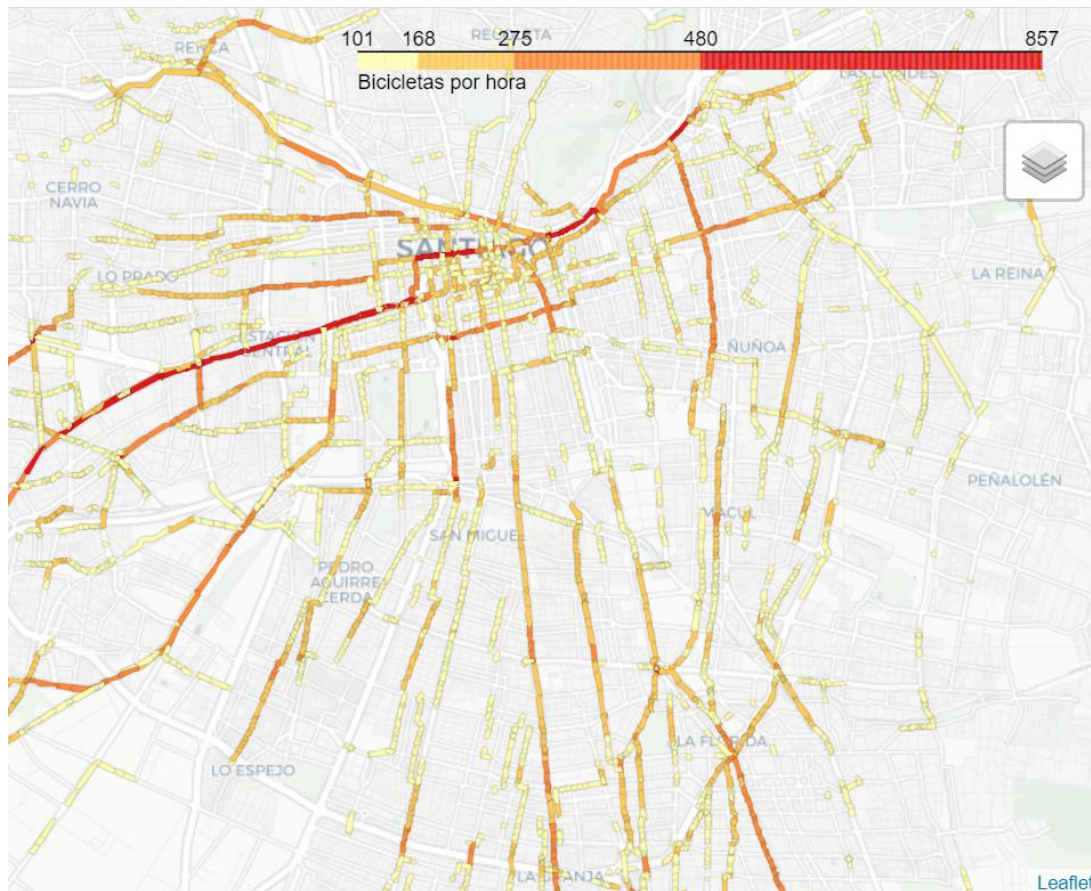 RENCA
RECOLETA
101 168 275 480 857
Bicicletas por hora
LAS CONDES
CERRO
NAVIA
SANTIAGO
LO PRADO
LA REINA
ESTACIÓN
CENTRAL
ÑUÑOA
PEÑALOLÉN
MACUL
SAN MIGUEL
PEDRO
AGUIRRE
CERDA
LA FLORIDA
LO ESPEJO
LA GRANJA
Leaflet